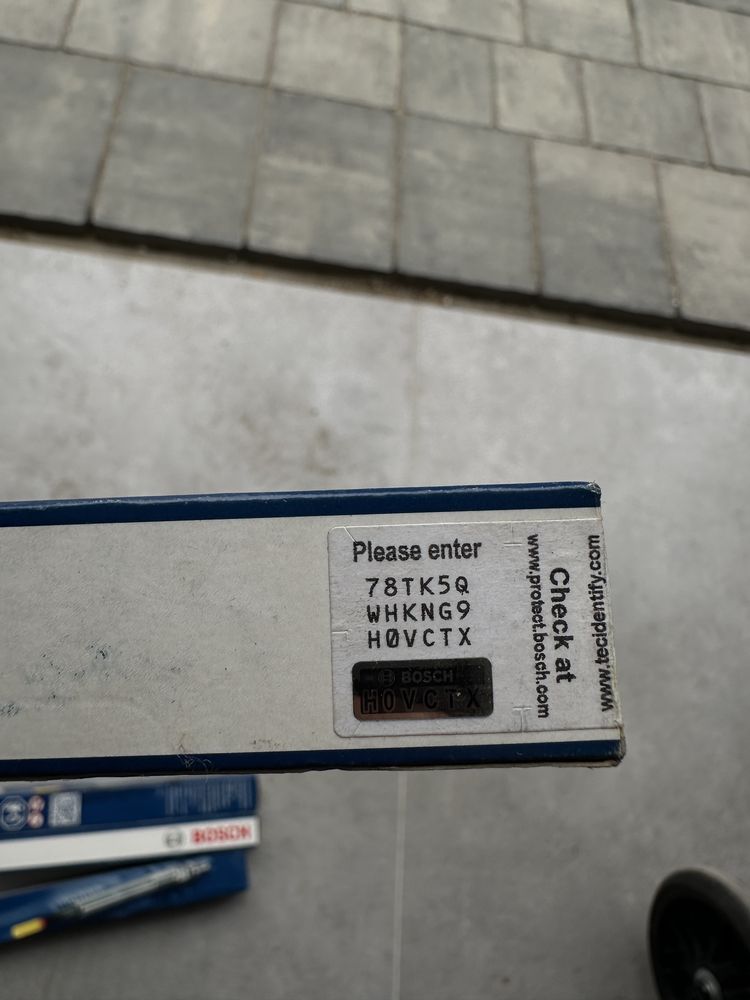 Please enter
78TK5Q
WHKNG9
H0VCTX
BOSCH
H0VCTX
Check at
www.protect.bosch.com
www.tecidentify.com
BOSCH